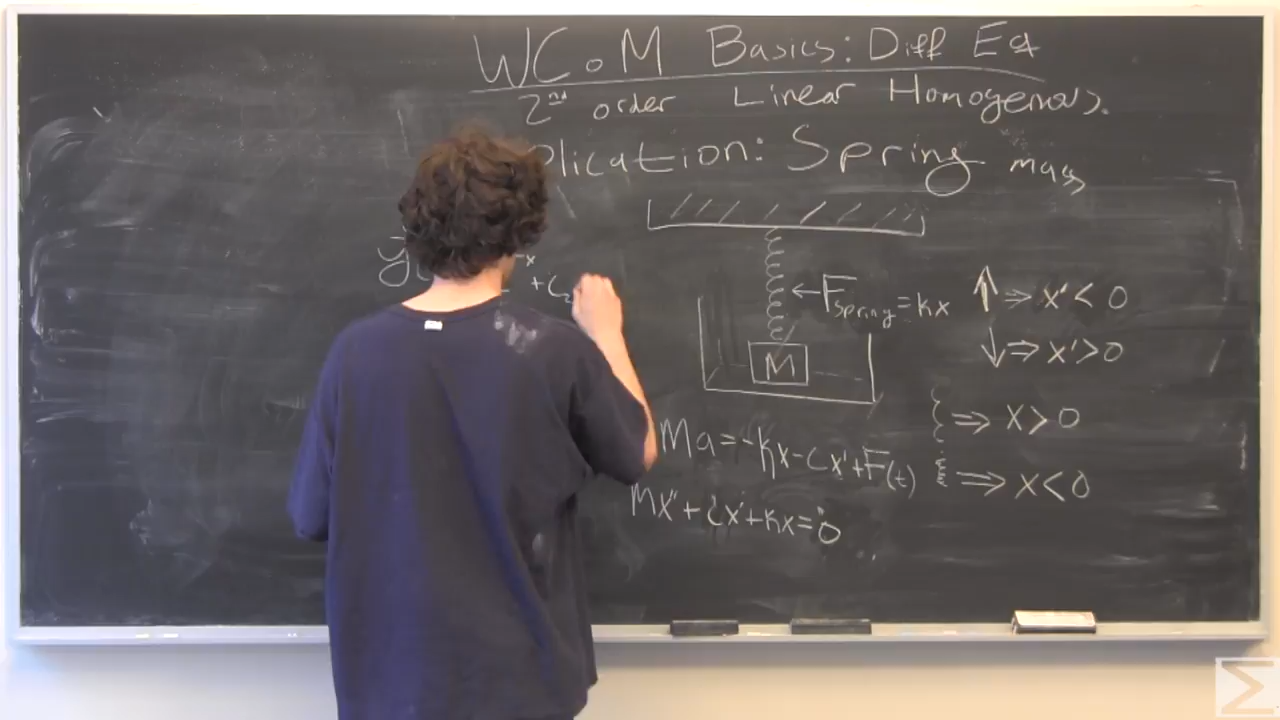 WCoM Basics: Diff Eq
2nd order Linear Homogenous.
plication: Spring mass
y
-x
+C2
←Fspring=kx
↑ ⇒ x'<0
↓ ⇒ x'>0
M
⇒ x>0
⇒ x<0
Ma=-kx-cx'+F(t)
Mx''+cx'+kx=0
Σ